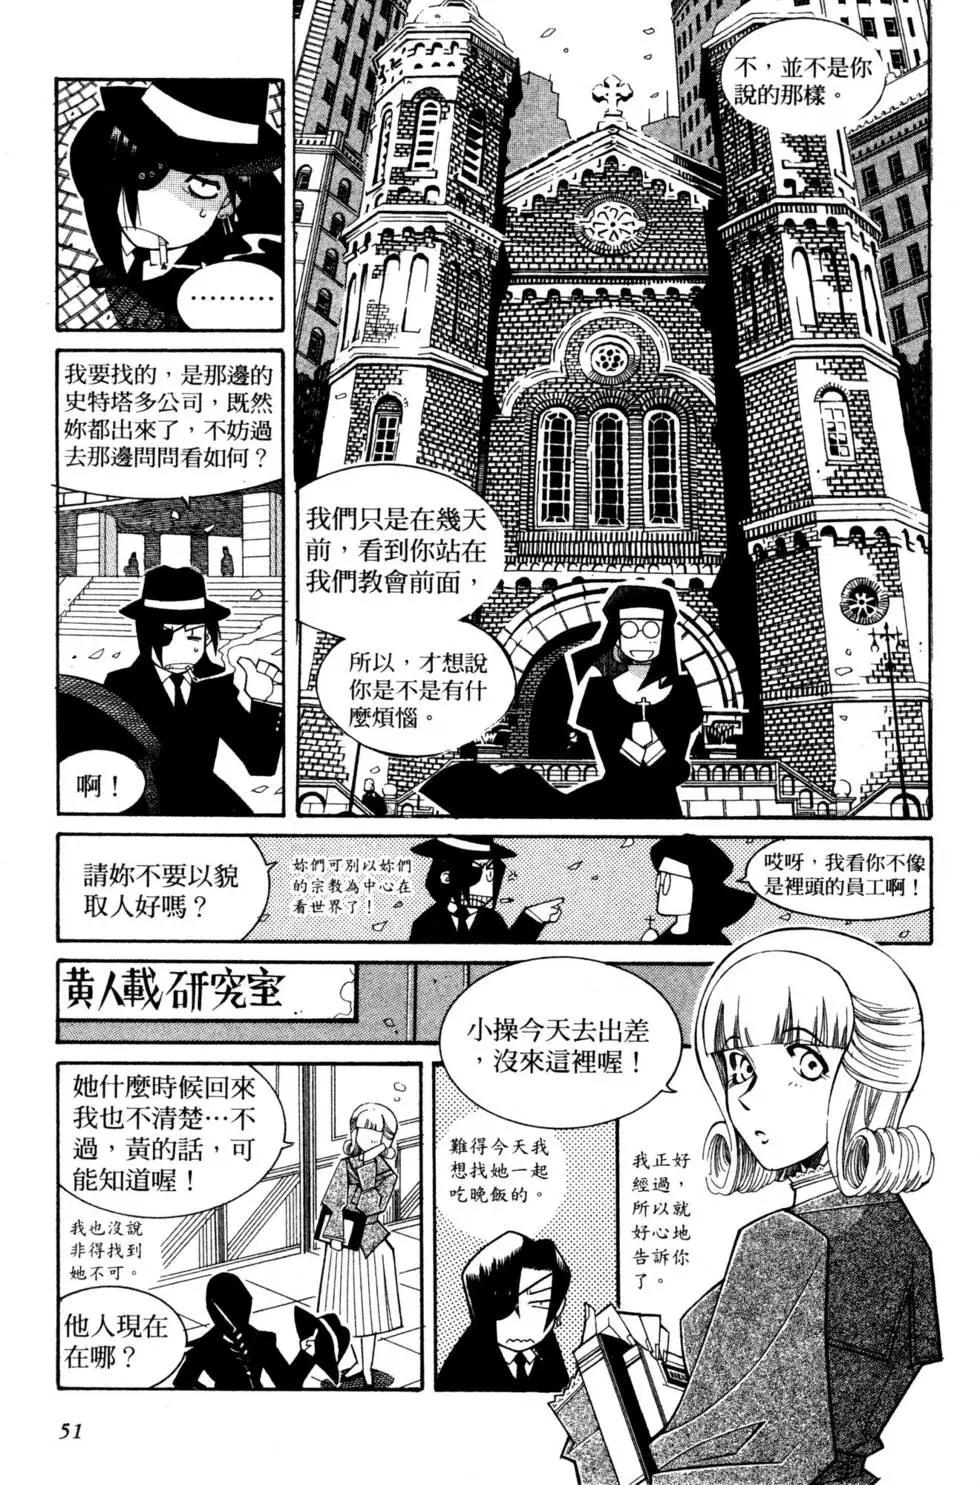 不，並不是你
說的那樣。
我們只是在幾天
前，看到你站在
我們教會前面，
所以，才想說
你是不是有什
麼煩惱。
………
我要找的，是那邊的
史特塔多公司，既然
妳都出來了，不妨過
去那邊問問看如何？
啊！
哎呀，我看你不像
是裡頭的員工啊！
妳們可別以妳們
的宗教為中心在
看世界了！
請妳不要以貌
取人好嗎？
黄人載研究室
小操今天去出差
，沒來這裡喔！
我正好
經過，
所以就
好心地
告訴你
了。
難得今天我
想找她一起
吃晚飯的。
她什麼時候回來
我也不清楚…不
過，黃的話，可
能知道喔！
我也沒說
非得找到
她不可。
他人現在
在哪？
51